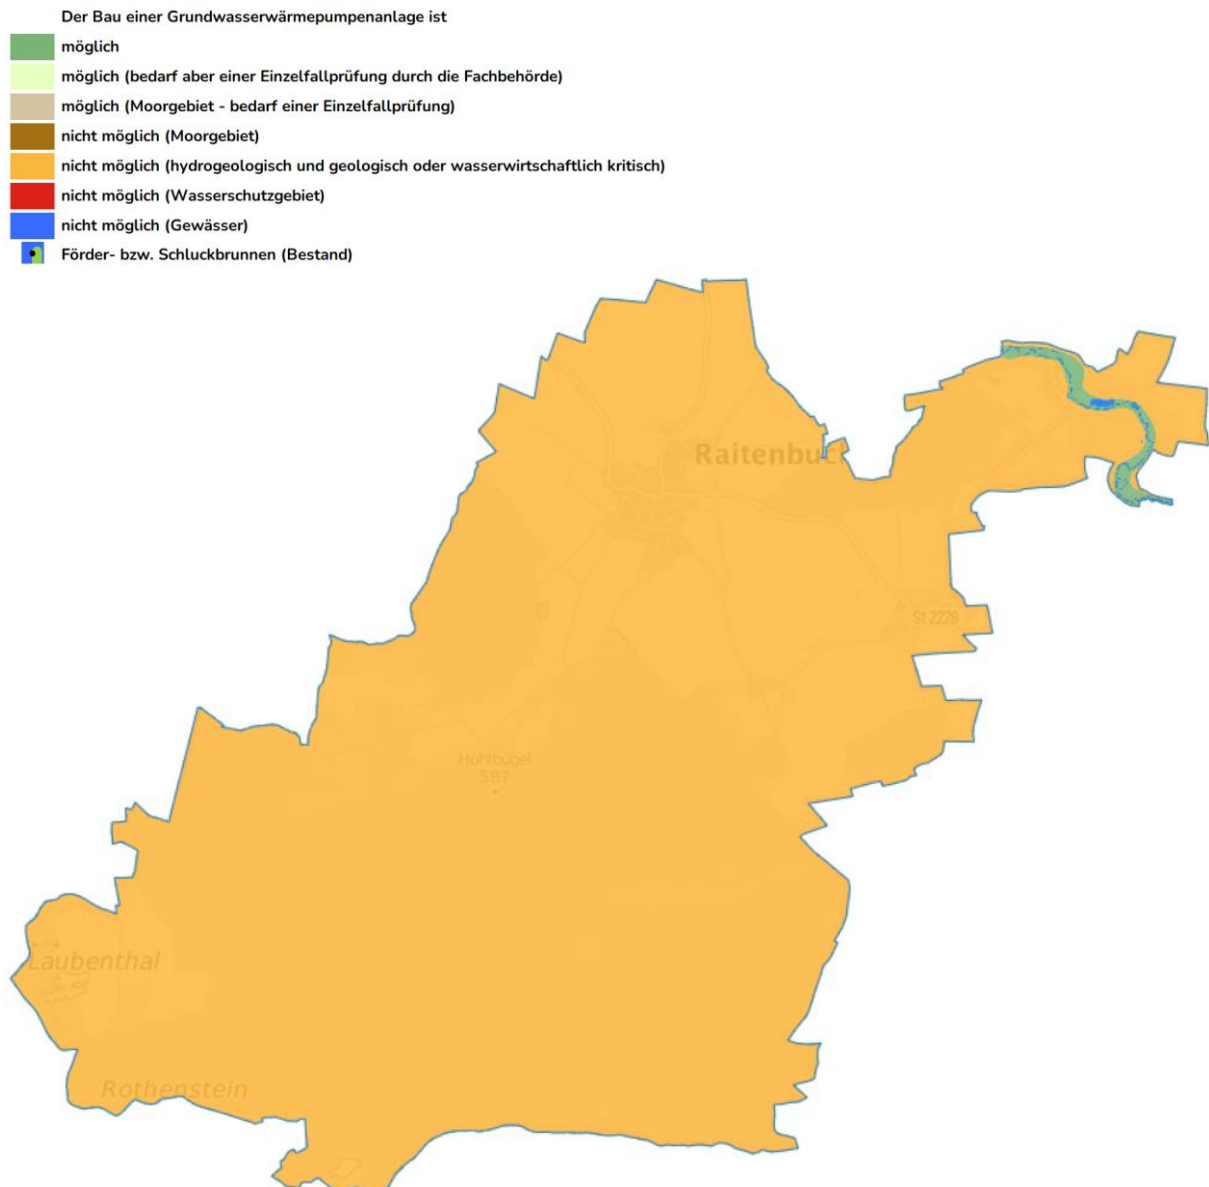 Der Bau einer Grundwasserwärmepumpenanlage ist
möglich
möglich (bedarf aber einer Einzelfallprüfung durch die Fachbehörde)
möglich (Moorgebiet - bedarf einer Einzelfallprüfung)
nicht möglich (Moorgebiet)
nicht möglich (hydrogeologisch und geologisch oder wasserwirtschaftlich kritisch)
nicht möglich (Wasserschutzgebiet)
nicht möglich (Gewässer)
Förder- bzw. Schluckbrunnen (Bestand)
Raitenbuc
St 2228
Hohlbügel
587
Laubenthal
Rothenstein